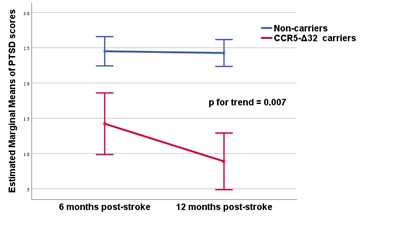 Non-carriers
CCR5-Δ32 carriers
Estimated Marginal Means of PTSD scores
p for trend = 0.007
6 months post-stroke
12 months post-stroke